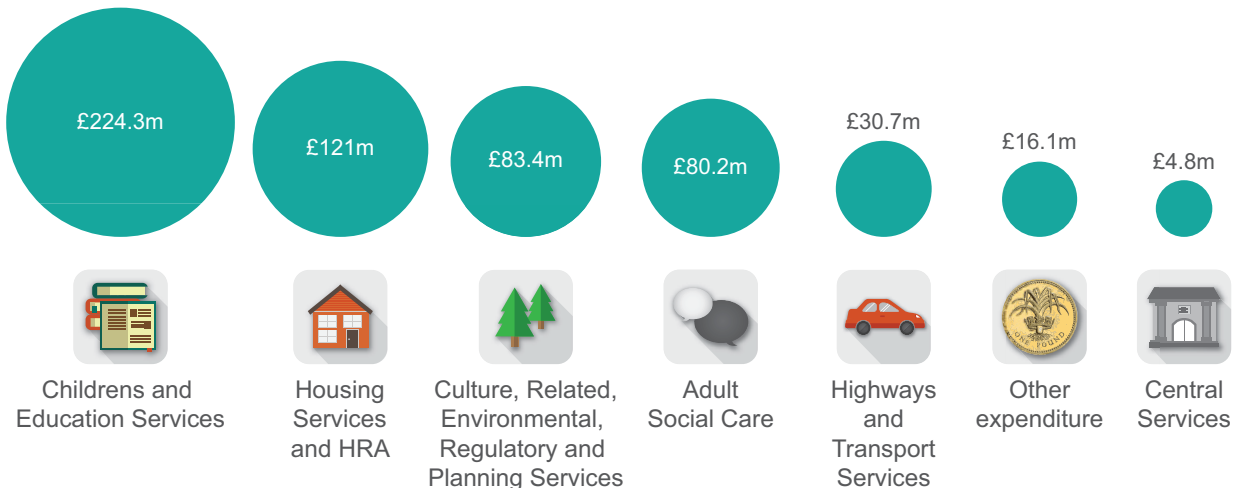 £224.3m
£121m
£83.4m
£80.2m
£30.7m
£16.1m
£4.8m
Childrens and
Education Services
Housing
Services
and HRA
Culture, Related,
Environmental,
Regulatory and
Planning Services
Adult
Social Care
Highways
and
Transport
Services
ONE POUND
Other
expenditure
Central
Services